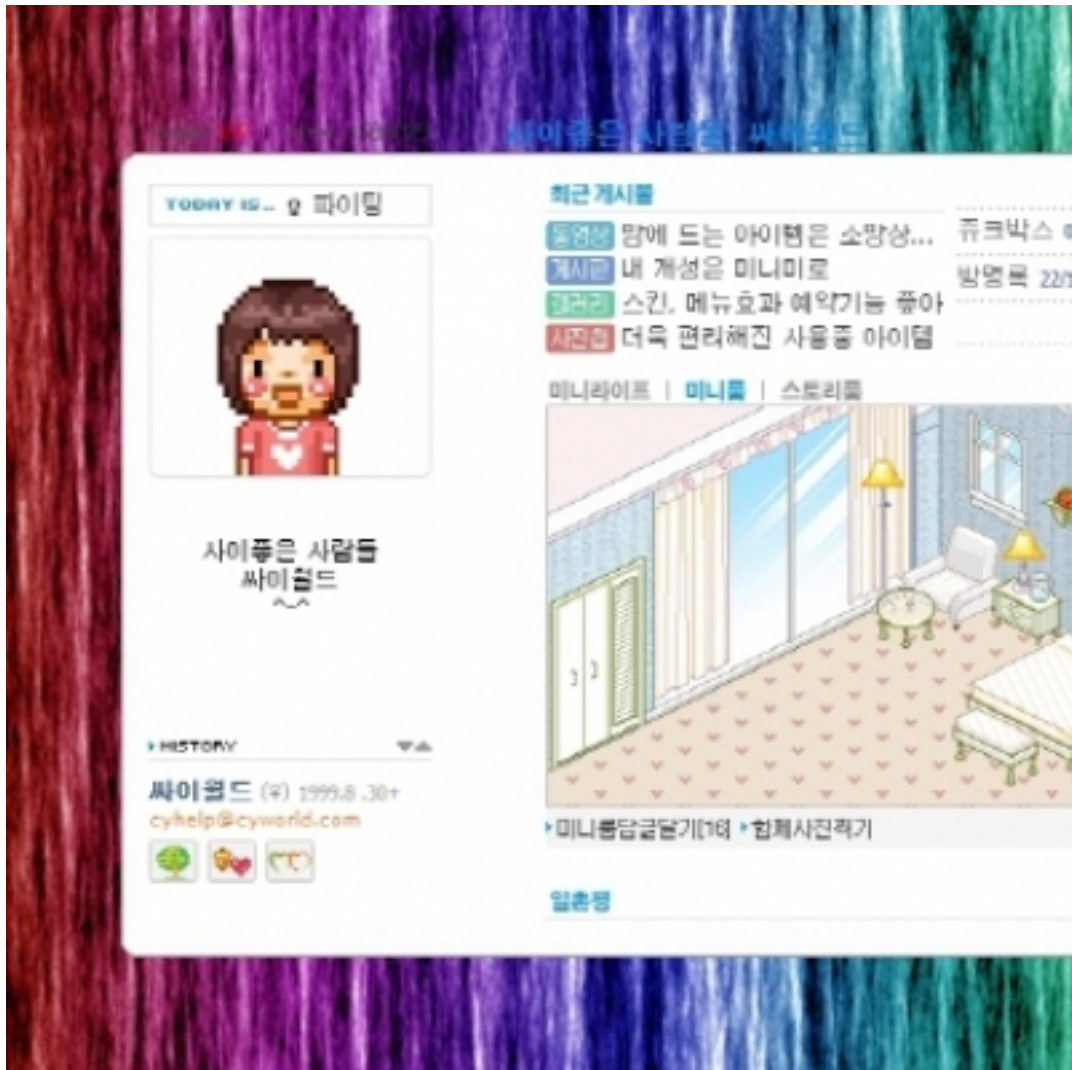 싸이좋은 사람들, 싸이월드
TODAY IS... 파이팅
사이좋은 사람들
싸이월드
^^
HISTORY
싸이월드 (♀) 1999.8 .30+
cyhelp@cyworld.com
최근 게시물
동영상 맘에 드는 아이템은 소망상...
게시판 내 개성은 미니미로
갤러리 스킨, 메뉴효과 예약기능 좋아
사진첩 더욱 편리해진 사용중 아이템
쥬크박스
방명록 22/1
미니라이프 | 미니룸 | 스토리룸
미니룸답글달기[16] 함께사진찍기
일촌평